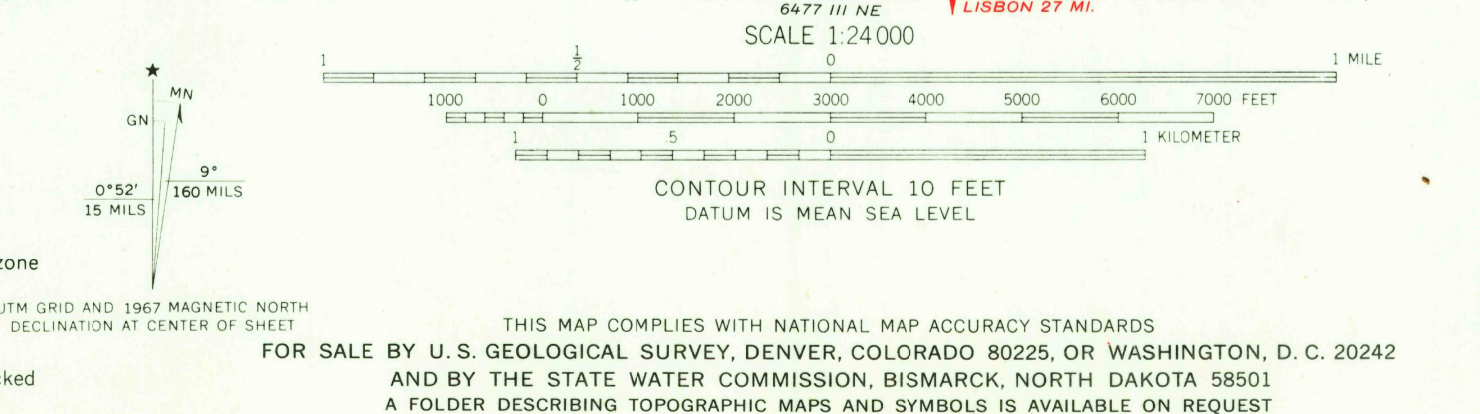 6477 III NE
LISBON 27 MI.
SCALE 1:24 000
1 ½ 0 1 MILE
1000 0 1000 2000 3000 4000 5000 6000 7000 FEET
1 .5 0 1 KILOMETER
CONTOUR INTERVAL 10 FEET
DATUM IS MEAN SEA LEVEL
MN
GN
9°
160 MILS
0°52'
15 MILS
zone
UTM GRID AND 1967 MAGNETIC NORTH
DECLINATION AT CENTER OF SHEET
cked
THIS MAP COMPLIES WITH NATIONAL MAP ACCURACY STANDARDS
FOR SALE BY U. S. GEOLOGICAL SURVEY, DENVER, COLORADO 80225, OR WASHINGTON, D. C. 20242
AND BY THE STATE WATER COMMISSION, BISMARCK, NORTH DAKOTA 58501
A FOLDER DESCRIBING TOPOGRAPHIC MAPS AND SYMBOLS IS AVAILABLE ON REQUEST